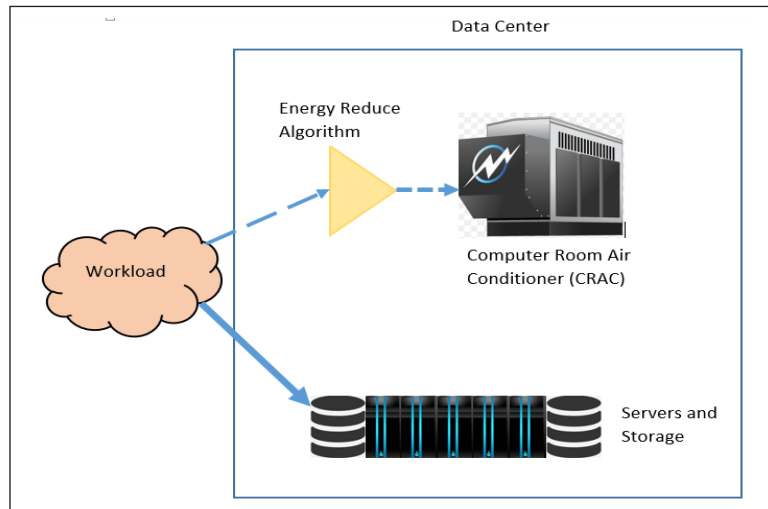 Data Center
Energy Reduce
Algorithm
Workload
Computer Room Air
Conditioner (CRAC)
Servers and
Storage